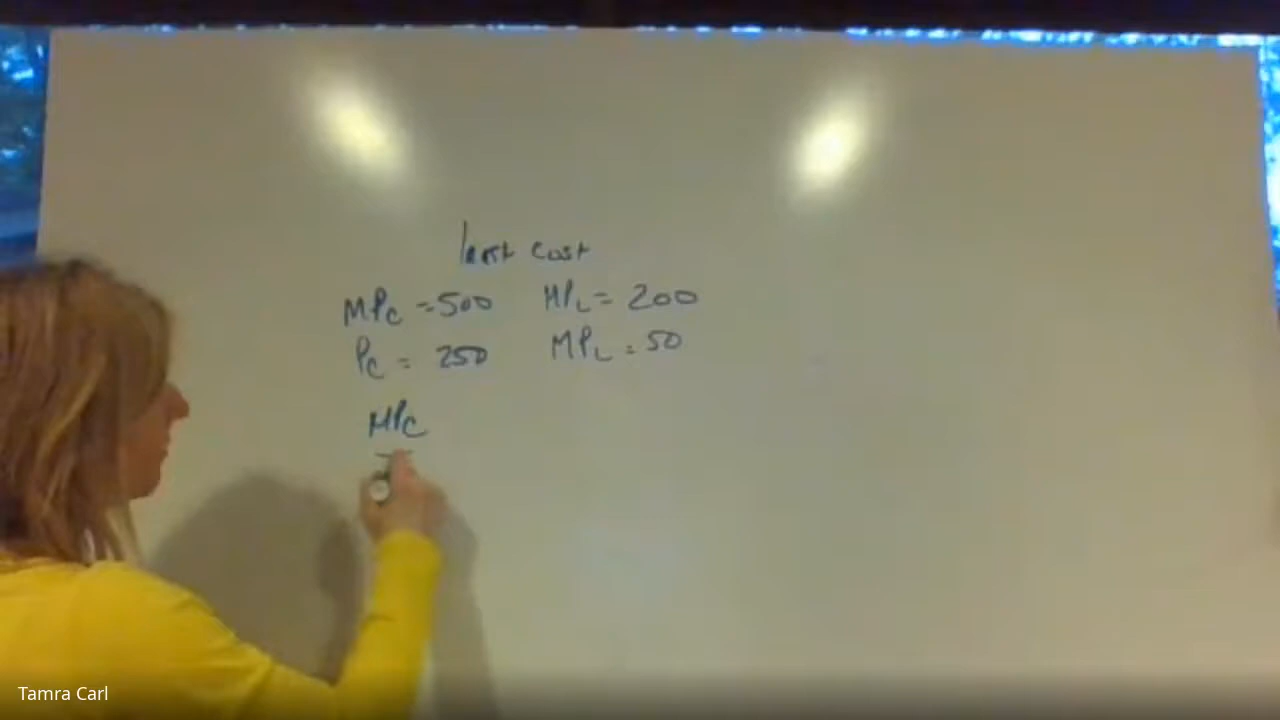 least cost
MPC = 500 MPL = 200
PC = 250 MPL = 50
MPC
Tamra Carl